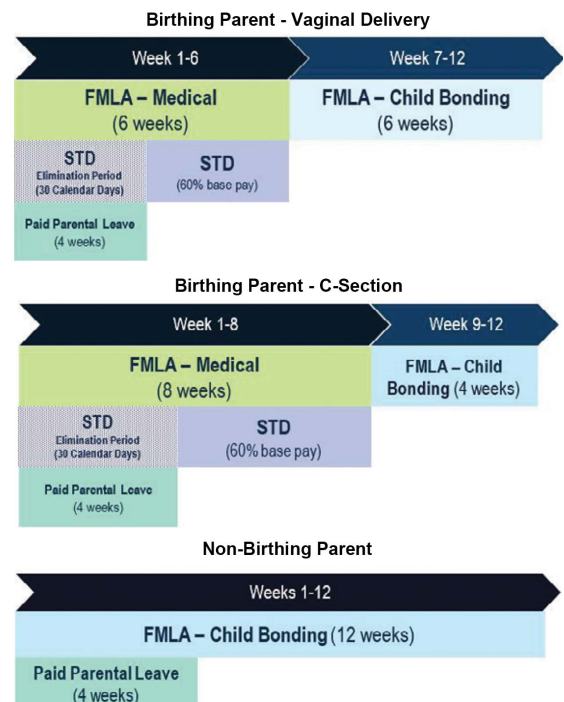 Birthing Parent - Vaginal Delivery
Week 1-6
Week 7-12
FMLA – Medical
(6 weeks)
FMLA – Child Bonding
(6 weeks)
STD
Elimination Period
(30 Calendar Days)
STD
(60% base pay)
Paid Parental Leave
(4 weeks)
Birthing Parent - C-Section
Week 1-8
Week 9-12
FMLA – Medical
(8 weeks)
FMLA – Child
Bonding (4 weeks)
STD
Elimination Period
(30 Calendar Days)
STD
(60% base pay)
Paid Parental Leave
(4 weeks)
Non-Birthing Parent
Weeks 1-12
FMLA – Child Bonding (12 weeks)
Paid Parental Leave
(4 weeks)